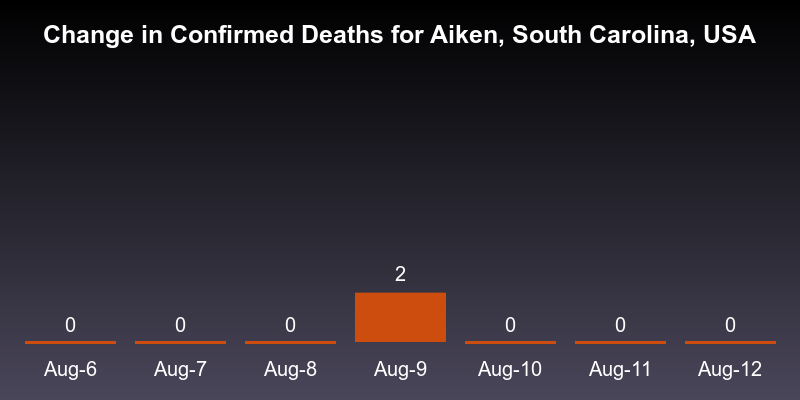 Change in Confirmed Deaths for Aiken, South Carolina, USA
2
0 0 0 0 0 0
Aug-6 Aug-7 Aug-8 Aug-9 Aug-10 Aug-11 Aug-12